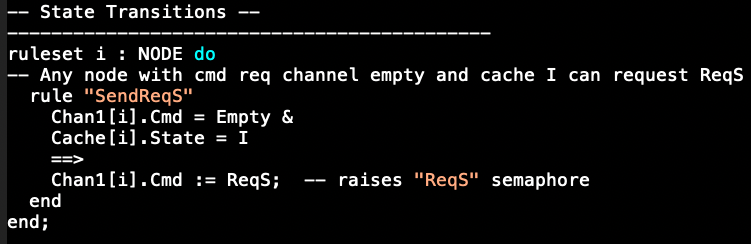 -- State Transitions --
----------------------------------------------
ruleset i : NODE do
-- Any node with cmd req channel empty and cache I can request ReqS
  rule "SendReqS"
    Chan1[i].Cmd = Empty &
    Cache[i].State = I
    ==>
    Chan1[i].Cmd := ReqS;  -- raises "ReqS" semaphore
  end
end;